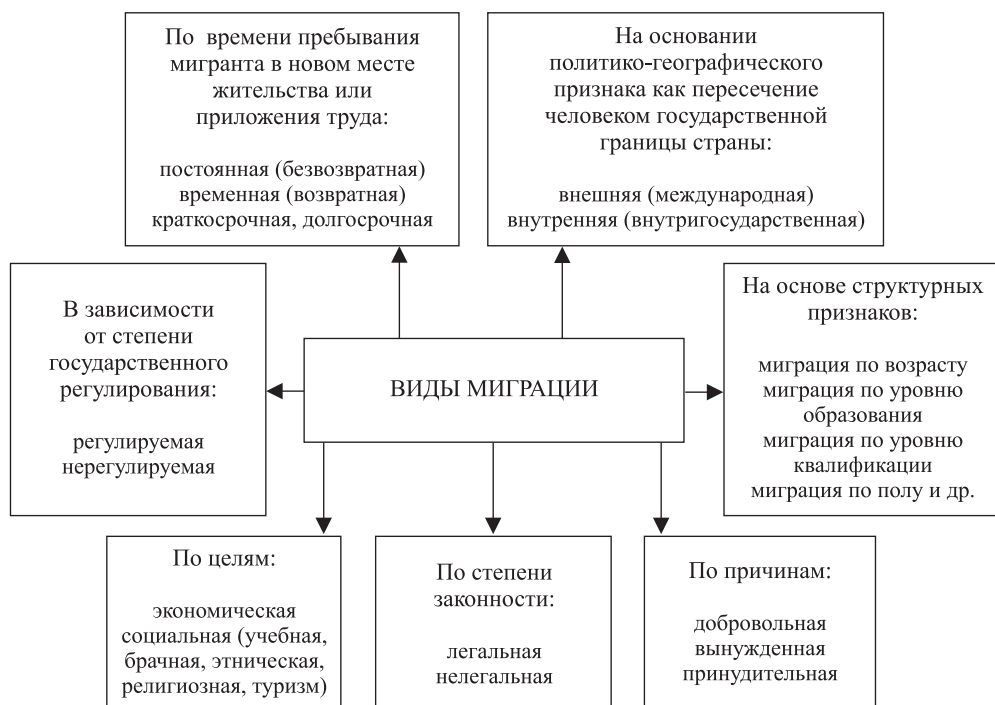 По времени пребывания
мигранта в новом месте
жительства или
приложения труда:
постоянная (безвозвратная)
временная (возвратная)
краткосрочная, долгосрочная
На основании
политико-географического
признака как пересечение
человеком государственной
границы страны:
внешняя (международная)
внутренняя (внутригосударственная)
В зависимости
от степени
государственного
регулирования:
регулируемая
нерегулируемая
ВИДЫ МИГРАЦИИ
На основе структурных
признаков:
миграция по возрасту
миграция по уровню
образования
миграция по уровню
квалификации
миграция по полу и др.
По целям:
экономическая
социальная (учебная,
брачная, этническая,
религиозная, туризм)
По степени
законности:
легальная
нелегальная
По причинам:
добровольная
вынужденная
принудительная